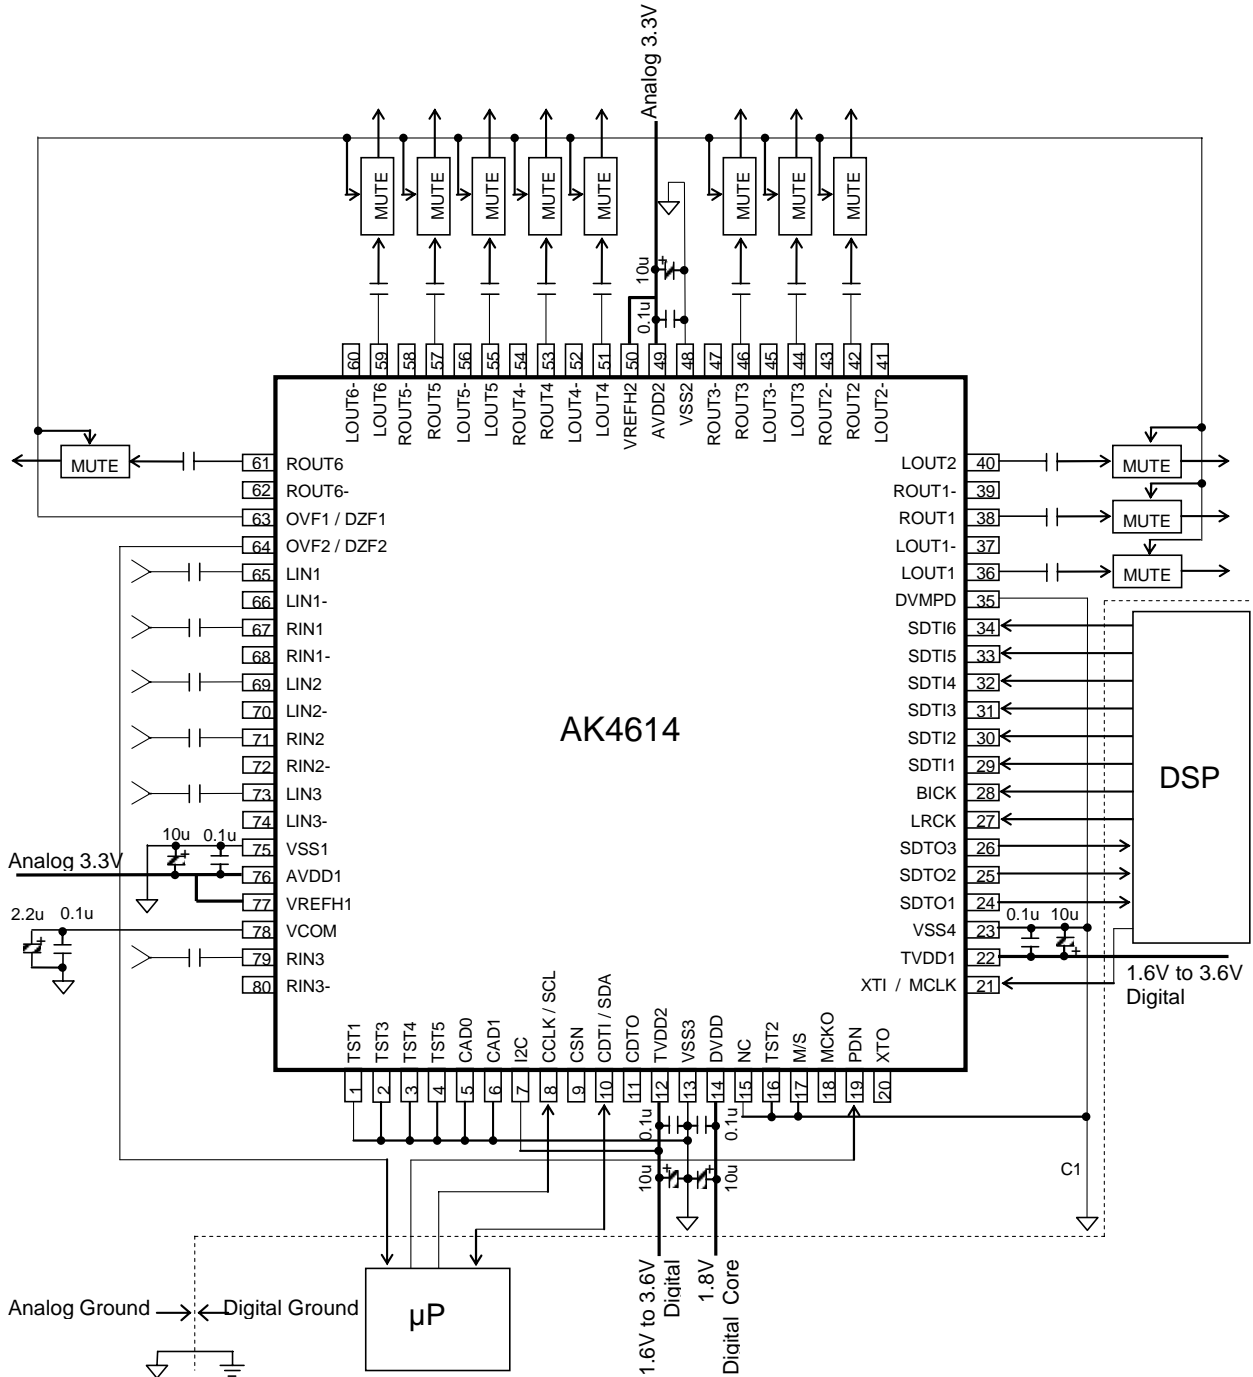 Analog 3.3V
MUTE
MUTE
MUTE
MUTE
MUTE
MUTE
MUTE
MUTE
10u
+
0.1u
60
59
58
57
56
55
54
53
52
51
50
49
48
47
46
45
44
43
42
41
LOUT6-
LOUT6
ROUT5-
ROUT5
LOUT5-
LOUT5
ROUT4-
ROUT4
LOUT4-
LOUT4
VREFH2
AVDD2
VSS2
ROUT3-
ROUT3
LOUT3-
LOUT3
ROUT2-
ROUT2
LOUT2-
MUTE
61 ROUT6
62 ROUT6-
63 OVF1 / DZF1
64 OVF2 / DZF2
65 LIN1
66 LIN1-
67 RIN1
68 RIN1-
69 LIN2
70 LIN2-
71 RIN2
72 RIN2-
73 LIN3
74 LIN3-
10u
+
0.1u
75 VSS1
Analog 3.3V
76 AVDD1
77 VREFH1
2.2u
+
0.1u
78 VCOM
79 RIN3
80 RIN3-
AK4614
LOUT2 40
MUTE
ROUT1- 39
ROUT1 38
MUTE
LOUT1- 37
LOUT1 36
MUTE
DVMPD 35
SDTI6 34
SDTI5 33
SDTI4 32
SDTI3 31
SDTI2 30
SDTI1 29
BICK 28
LRCK 27
SDTO3 26
SDTO2 25
SDTO1 24
VSS4 23
TVDD1 22
XTI / MCLK 21
DSP
0.1u
10u
+
1.6V to 3.6V
Digital
TST1
TST3
TST4
TST5
CAD0
CAD1
I2C
CCLK / SCL
CSN
CDTI / SDA
CDTO
TVDD2
VSS3
DVDD
NC
TST2
M/S
MCKO
PDN
XTO
1
2
3
4
5
6
7
8
9
10
11
12
13
14
15
16
17
18
19
20
0.1u
0.1u
10u
+
+
10u
C1
1.6V to 3.6V
Digital
1.8V
Digital Core
Analog Ground
Digital Ground
µP